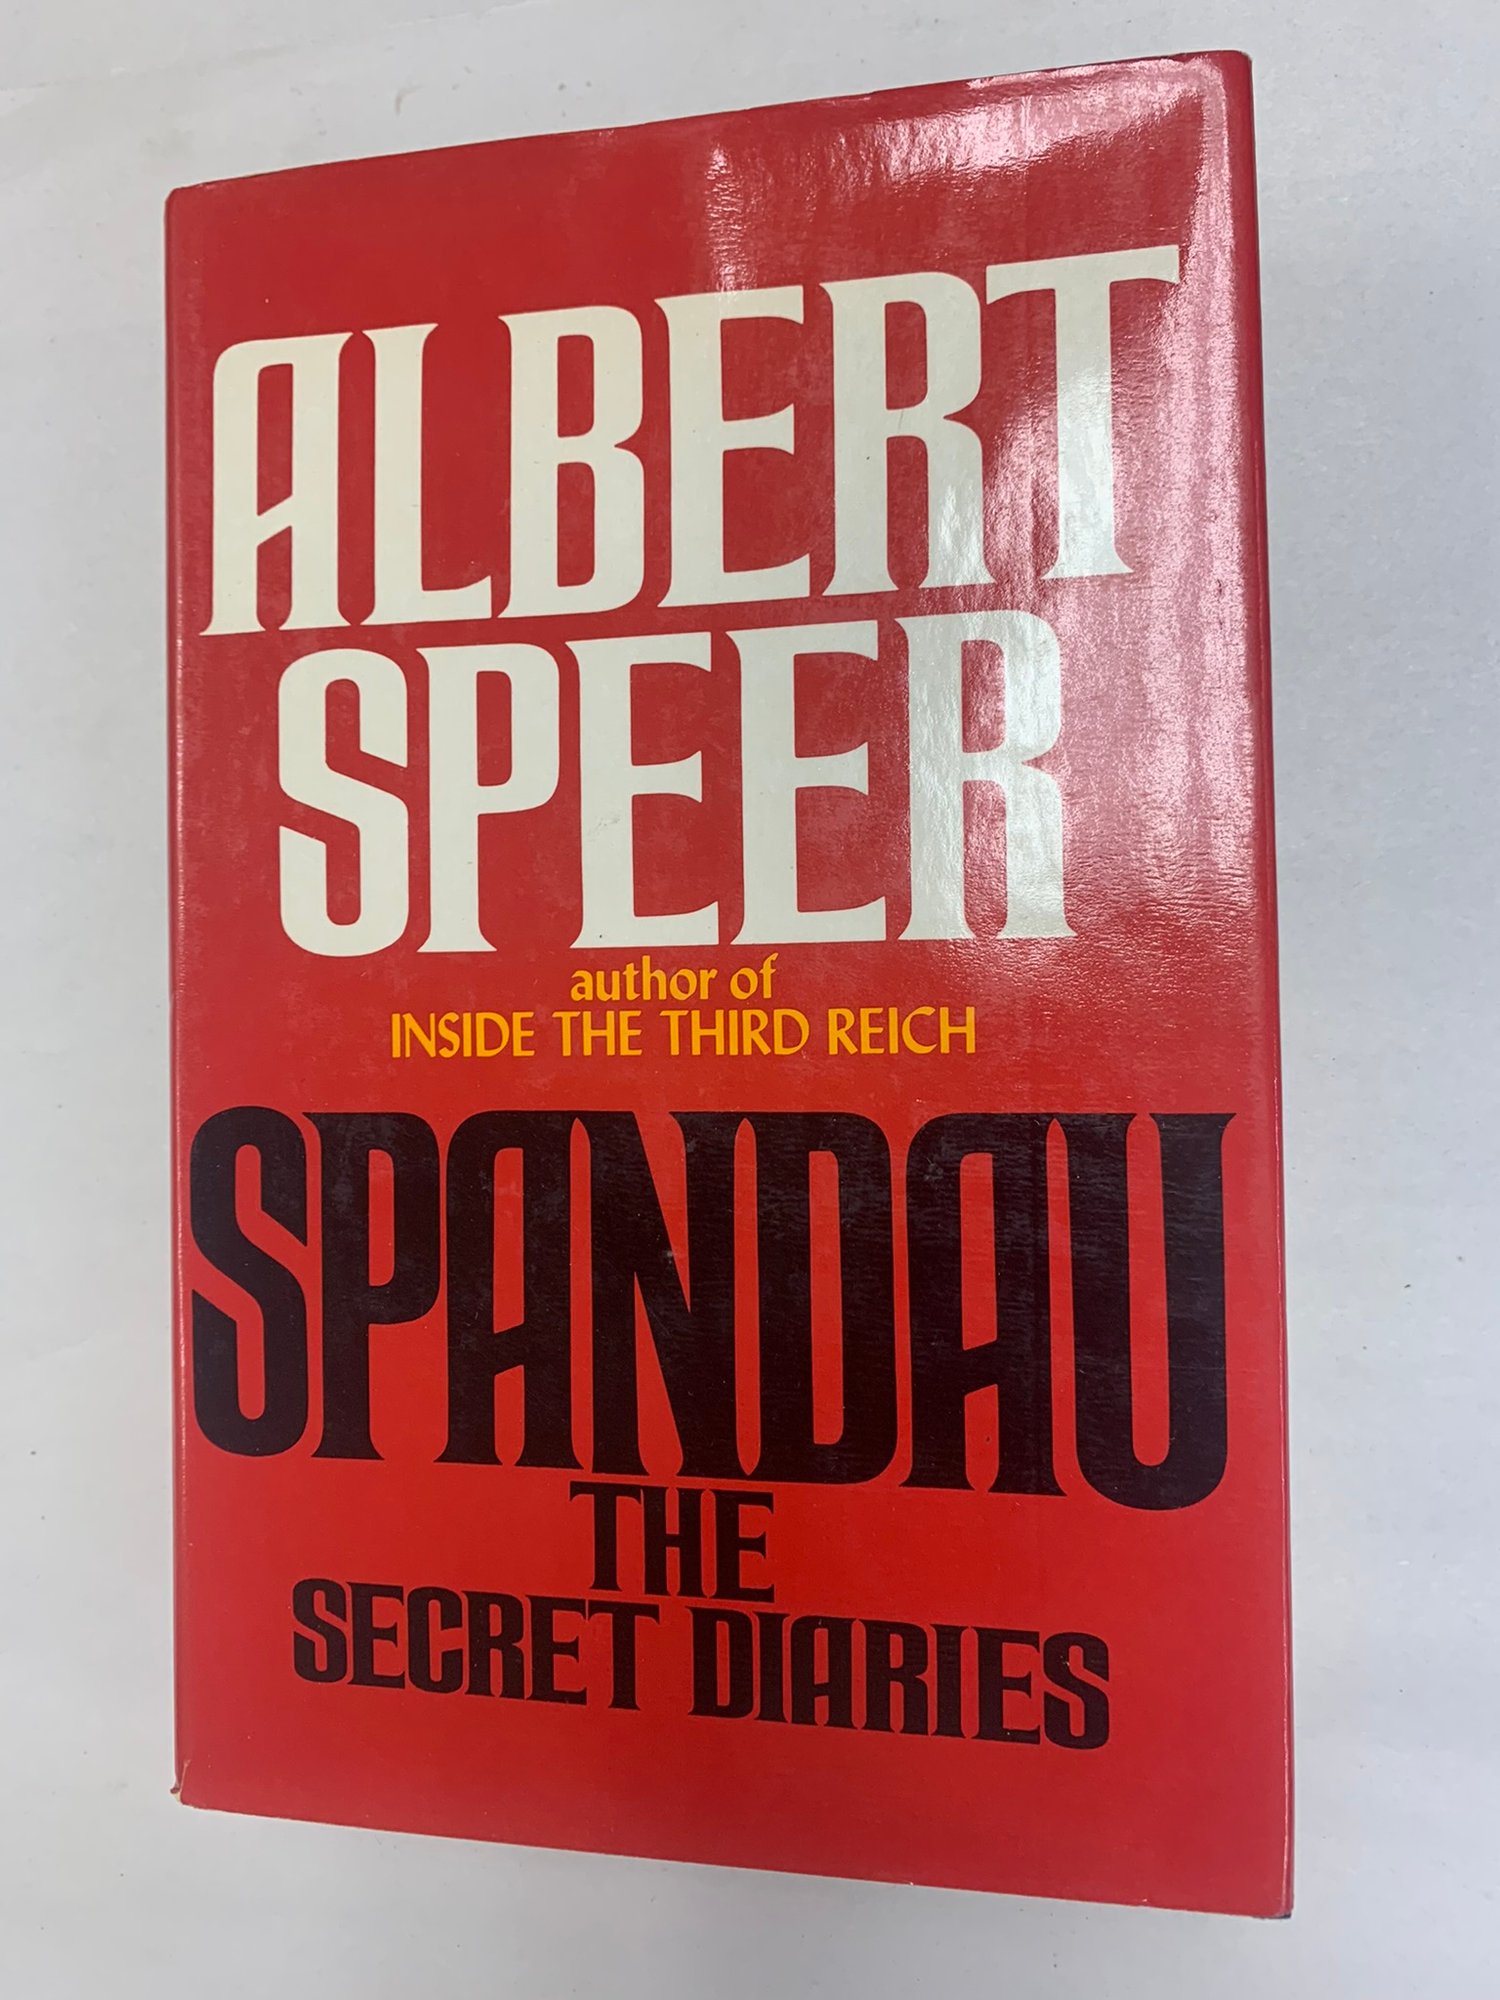 ALBERT
SPEER
author of
INSIDE THE THIRD REICH
SPANDAU
THE
SECRET DIARIES